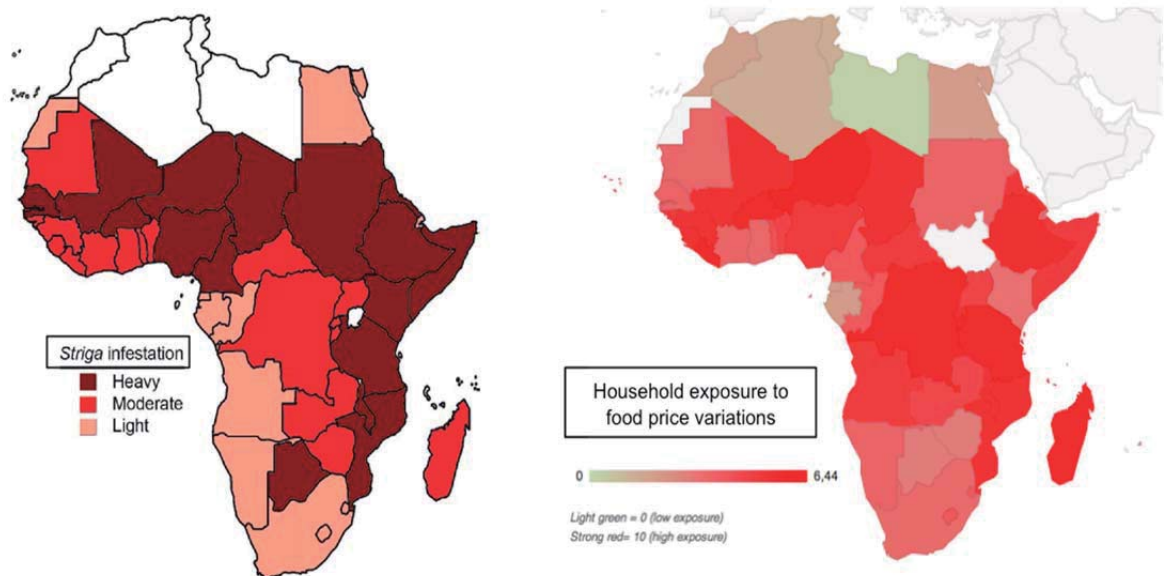 Striga infestation
Heavy
Moderate
Light
Household exposure to
food price variations
0
6,44
Light green = 0 (low exposure)
Strong red= 10 (high exposure)